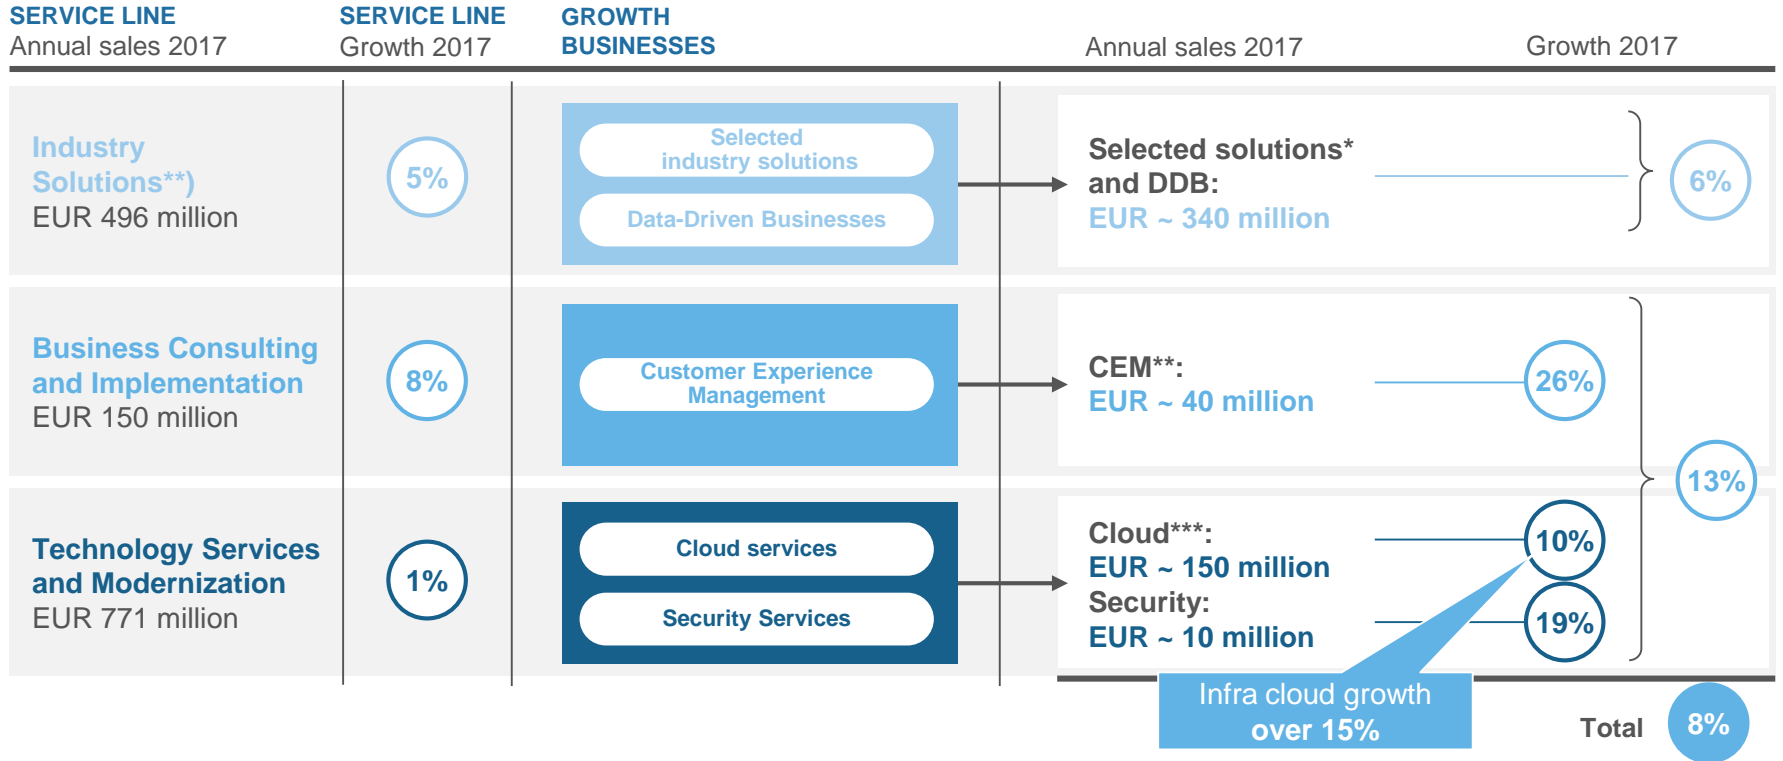 SERVICE LINE
Annual sales 2017
SERVICE LINE
Growth 2017
GROWTH
BUSINESSES
Annual sales 2017
Growth 2017
Industry
Solutions**)
EUR 496 million
5%
Selected
industry solutions
Data-Driven Businesses
Selected solutions*
and DDB:
EUR ~ 340 million
6%
Business Consulting
and Implementation
EUR 150 million
8%
Customer Experience
Management
CEM**:
EUR ~ 40 million
26%
13%
Technology Services
and Modernization
EUR 771 million
1%
Cloud services
Security Services
Cloud***:
EUR ~ 150 million
Security:
EUR ~ 10 million
10%
19%
Infra cloud growth
over 15%
Total
8%